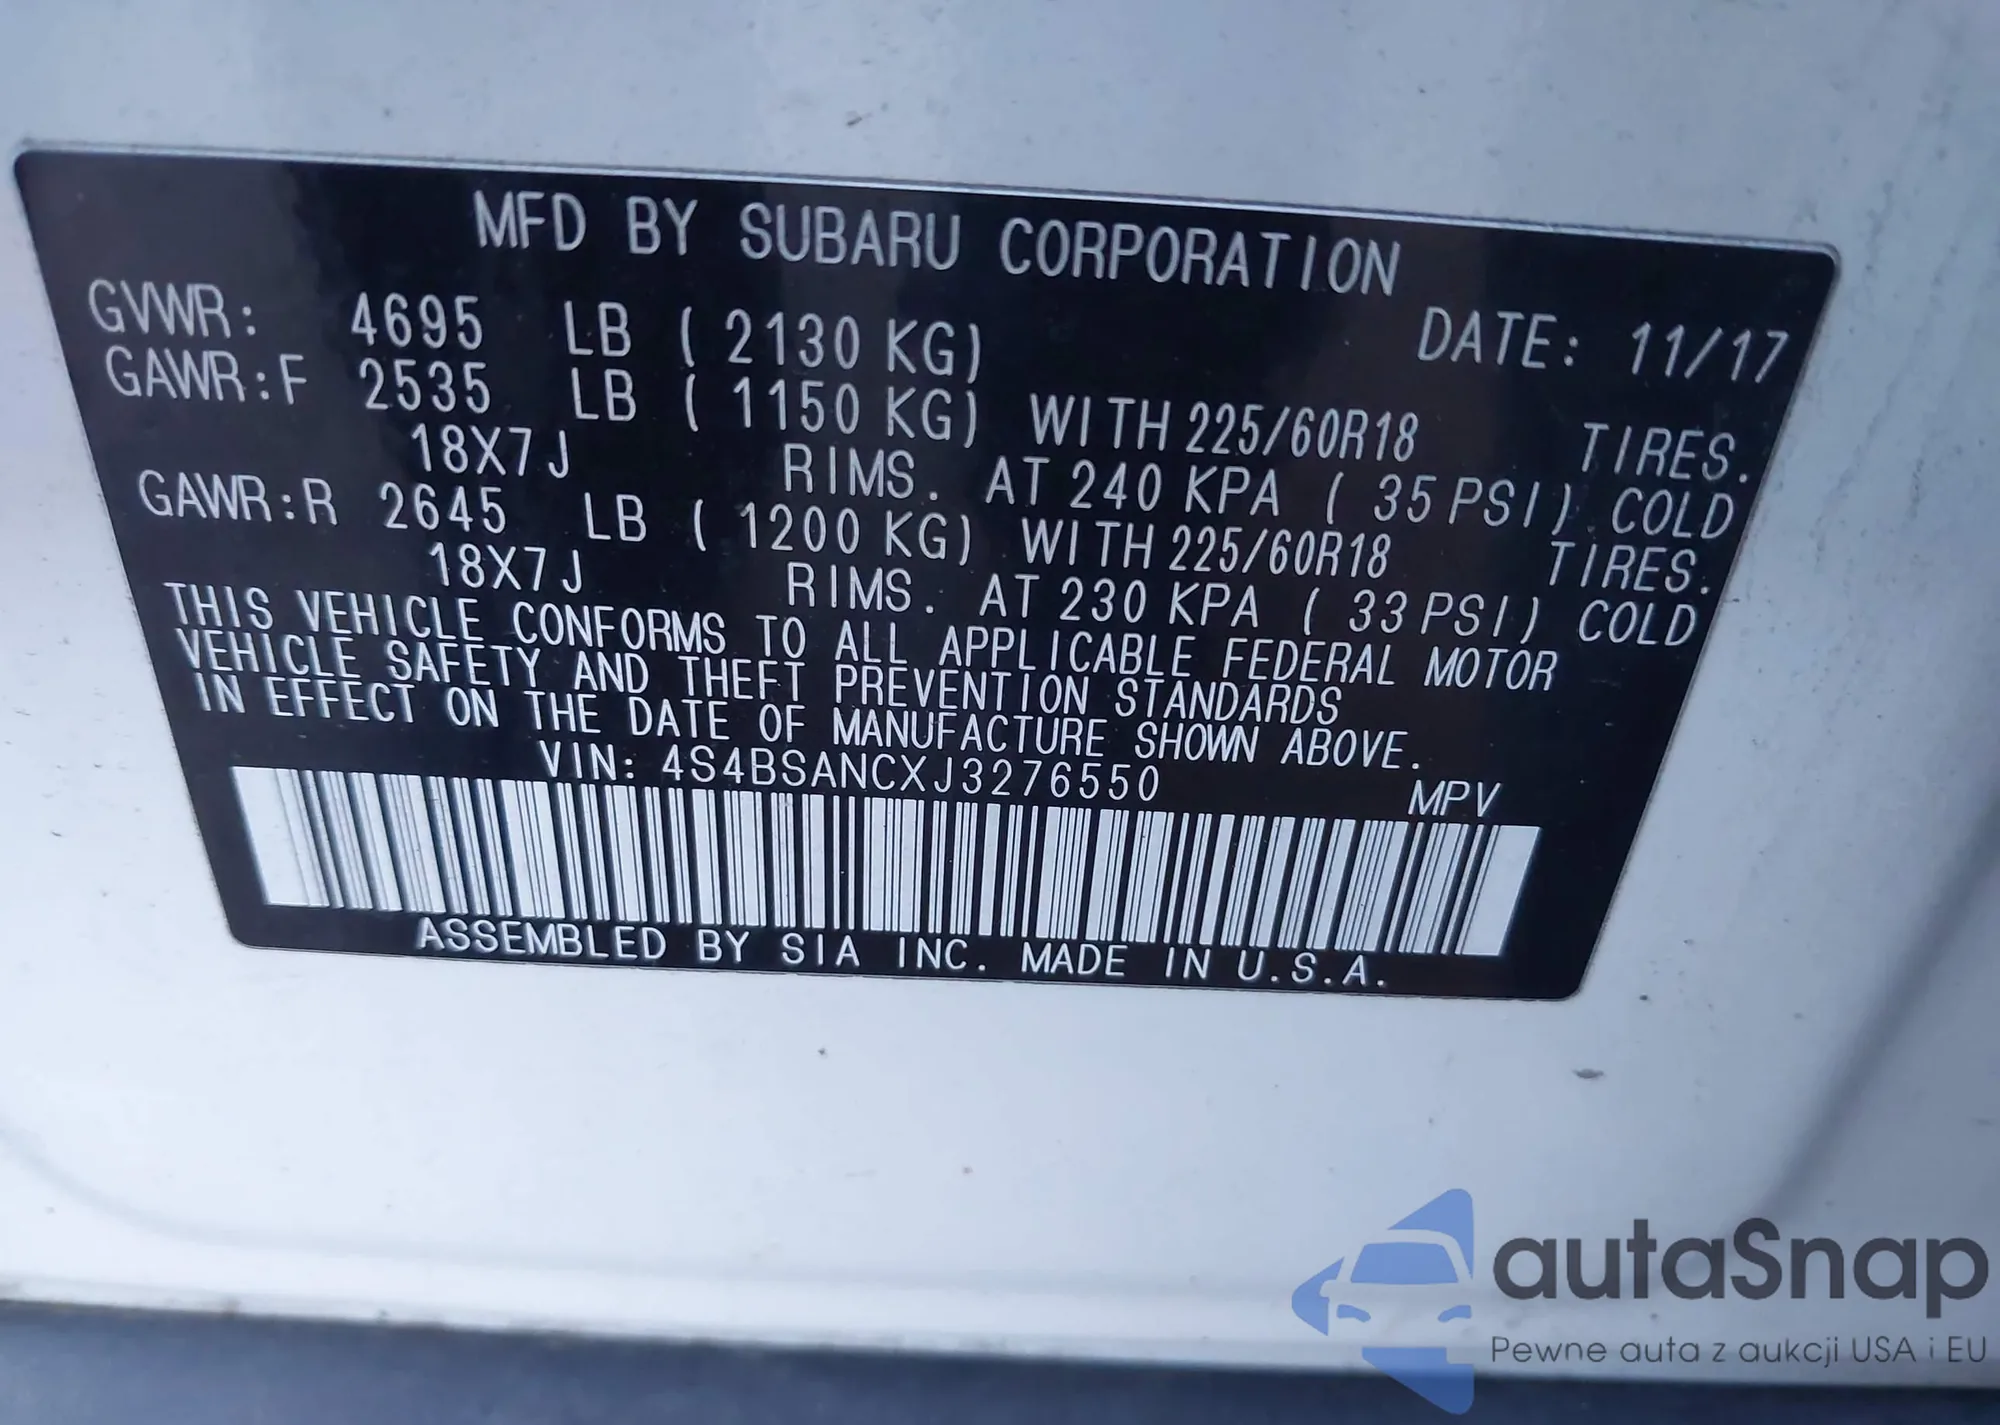 MFD BY SUBARU CORPORATION
GVWR: 4695 LB ( 2130 KG) DATE: 11/17
GAWR:F 2535 LB ( 1150 KG) WITH 225/60R18 TIRES.
18X7J RIMS. AT 240 KPA ( 35 PSI) COLD
GAWR:R 2645 LB ( 1200 KG) WITH 225/60R18 TIRES.
18X7J RIMS. AT 230 KPA ( 33 PSI) COLD
THIS VEHICLE CONFORMS TO ALL APPLICABLE FEDERAL MOTOR
VEHICLE SAFETY AND THEFT PREVENTION STANDARDS
IN EFFECT ON THE DATE OF MANUFACTURE SHOWN ABOVE.
VIN: 4S4BSANCXJ3276550 MPV
ASSEMBLED BY SIA INC. MADE IN U.S.A.
autaSnap
Pewne auta z aukcji USA i EU